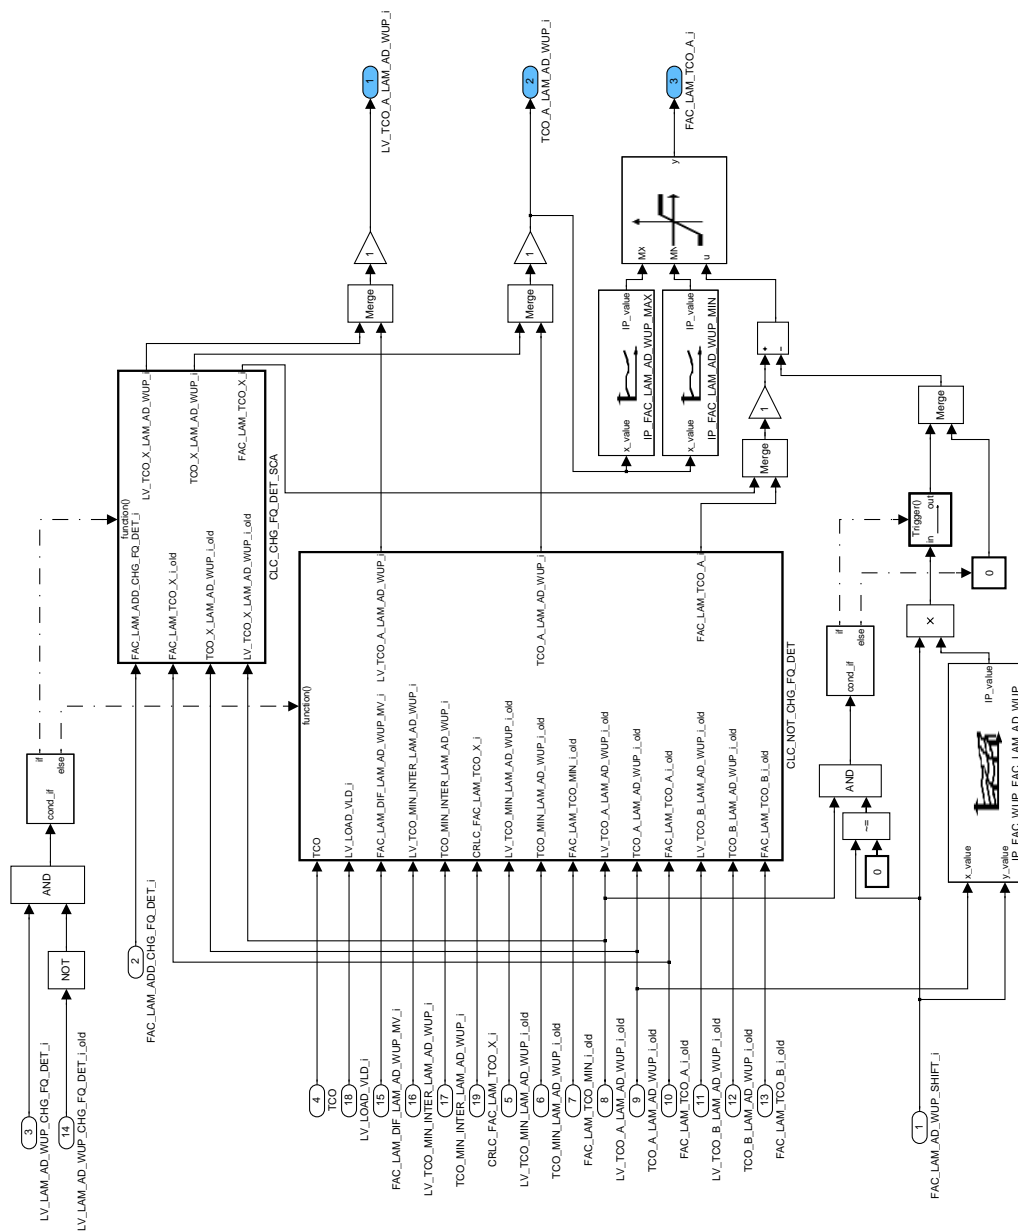 3
LV_LAM_AD_WUP_CHG_FQ_DET_i
14
LV_LAM_AD_WUP_CHG_FQ_DET_i_old
NOT
AND
cond_if
if
else
2
FAC_LAM_ADD_CHG_FQ_DET_i
function()
FAC_LAM_ADD_CHG_FQ_DET_i
FAC_LAM_TCO_X_i_old
TCO_X_LAM_AD_WUP_i_old
LV_TCO_X_LAM_AD_WUP_i_old
LV_TCO_X_LAM_AD_WUP_i
TCO_X_LAM_AD_WUP_i
FAC_LAM_TCO_X_i
CLC_CHG_FQ_DET_SCA
4
TCO
18
LV_LOAD_VLD_i
15
FAC_LAM_DIF_LAM_AD_WUP_MV_i
16
LV_TCO_MIN_INTER_LAM_AD_WUP_i
17
TCO_MIN_INTER_LAM_AD_WUP_i
19
CRLC_FAC_LAM_TCO_X_i
5
LV_TCO_MIN_LAM_AD_WUP_i_old
6
TCO_MIN_LAM_AD_WUP_i_old
7
FAC_LAM_TCO_MIN_i_old
8
LV_TCO_A_LAM_AD_WUP_i_old
9
TCO_A_LAM_AD_WUP_i_old
10
FAC_LAM_TCO_A_i_old
11
LV_TCO_B_LAM_AD_WUP_i_old
12
TCO_B_LAM_AD_WUP_i_old
13
FAC_LAM_TCO_B_i_old
function()
TCO
LV_LOAD_VLD_i
FAC_LAM_DIF_LAM_AD_WUP_MV_i
LV_TCO_MIN_INTER_LAM_AD_WUP_i
TCO_MIN_INTER_LAM_AD_WUP_i
CRLC_FAC_LAM_TCO_X_i
LV_TCO_MIN_LAM_AD_WUP_i_old
TCO_MIN_LAM_AD_WUP_i_old
FAC_LAM_TCO_MIN_i_old
LV_TCO_A_LAM_AD_WUP_i_old
TCO_A_LAM_AD_WUP_i_old
FAC_LAM_TCO_A_i_old
LV_TCO_B_LAM_AD_WUP_i_old
TCO_B_LAM_AD_WUP_i_old
FAC_LAM_TCO_B_i_old
LV_TCO_A_LAM_AD_WUP_i
TCO_A_LAM_AD_WUP_i
FAC_LAM_TCO_A_i
CLC_NOT_CHG_FQ_DET
Merge
1
1
LV_TCO_A_LAM_AD_WUP_i
Merge
1
2
TCO_A_LAM_AD_WUP_i
x_value
IP_value
IP_FAC_LAM_AD_WUP_MAX
x_value
IP_value
IP_FAC_LAM_AD_WUP_MIN
MX
MN
u
y
3
FAC_LAM_TCO_A_i
Merge
1
+
-
0
~=
AND
cond_if
if
else
Trigger()
in
out
Merge
0
×
1
FAC_LAM_AD_WUP_SHIFT_i
x_value
y_value
IP_value
IP_FAC_WUP_FAC_LAM_AD_WUP